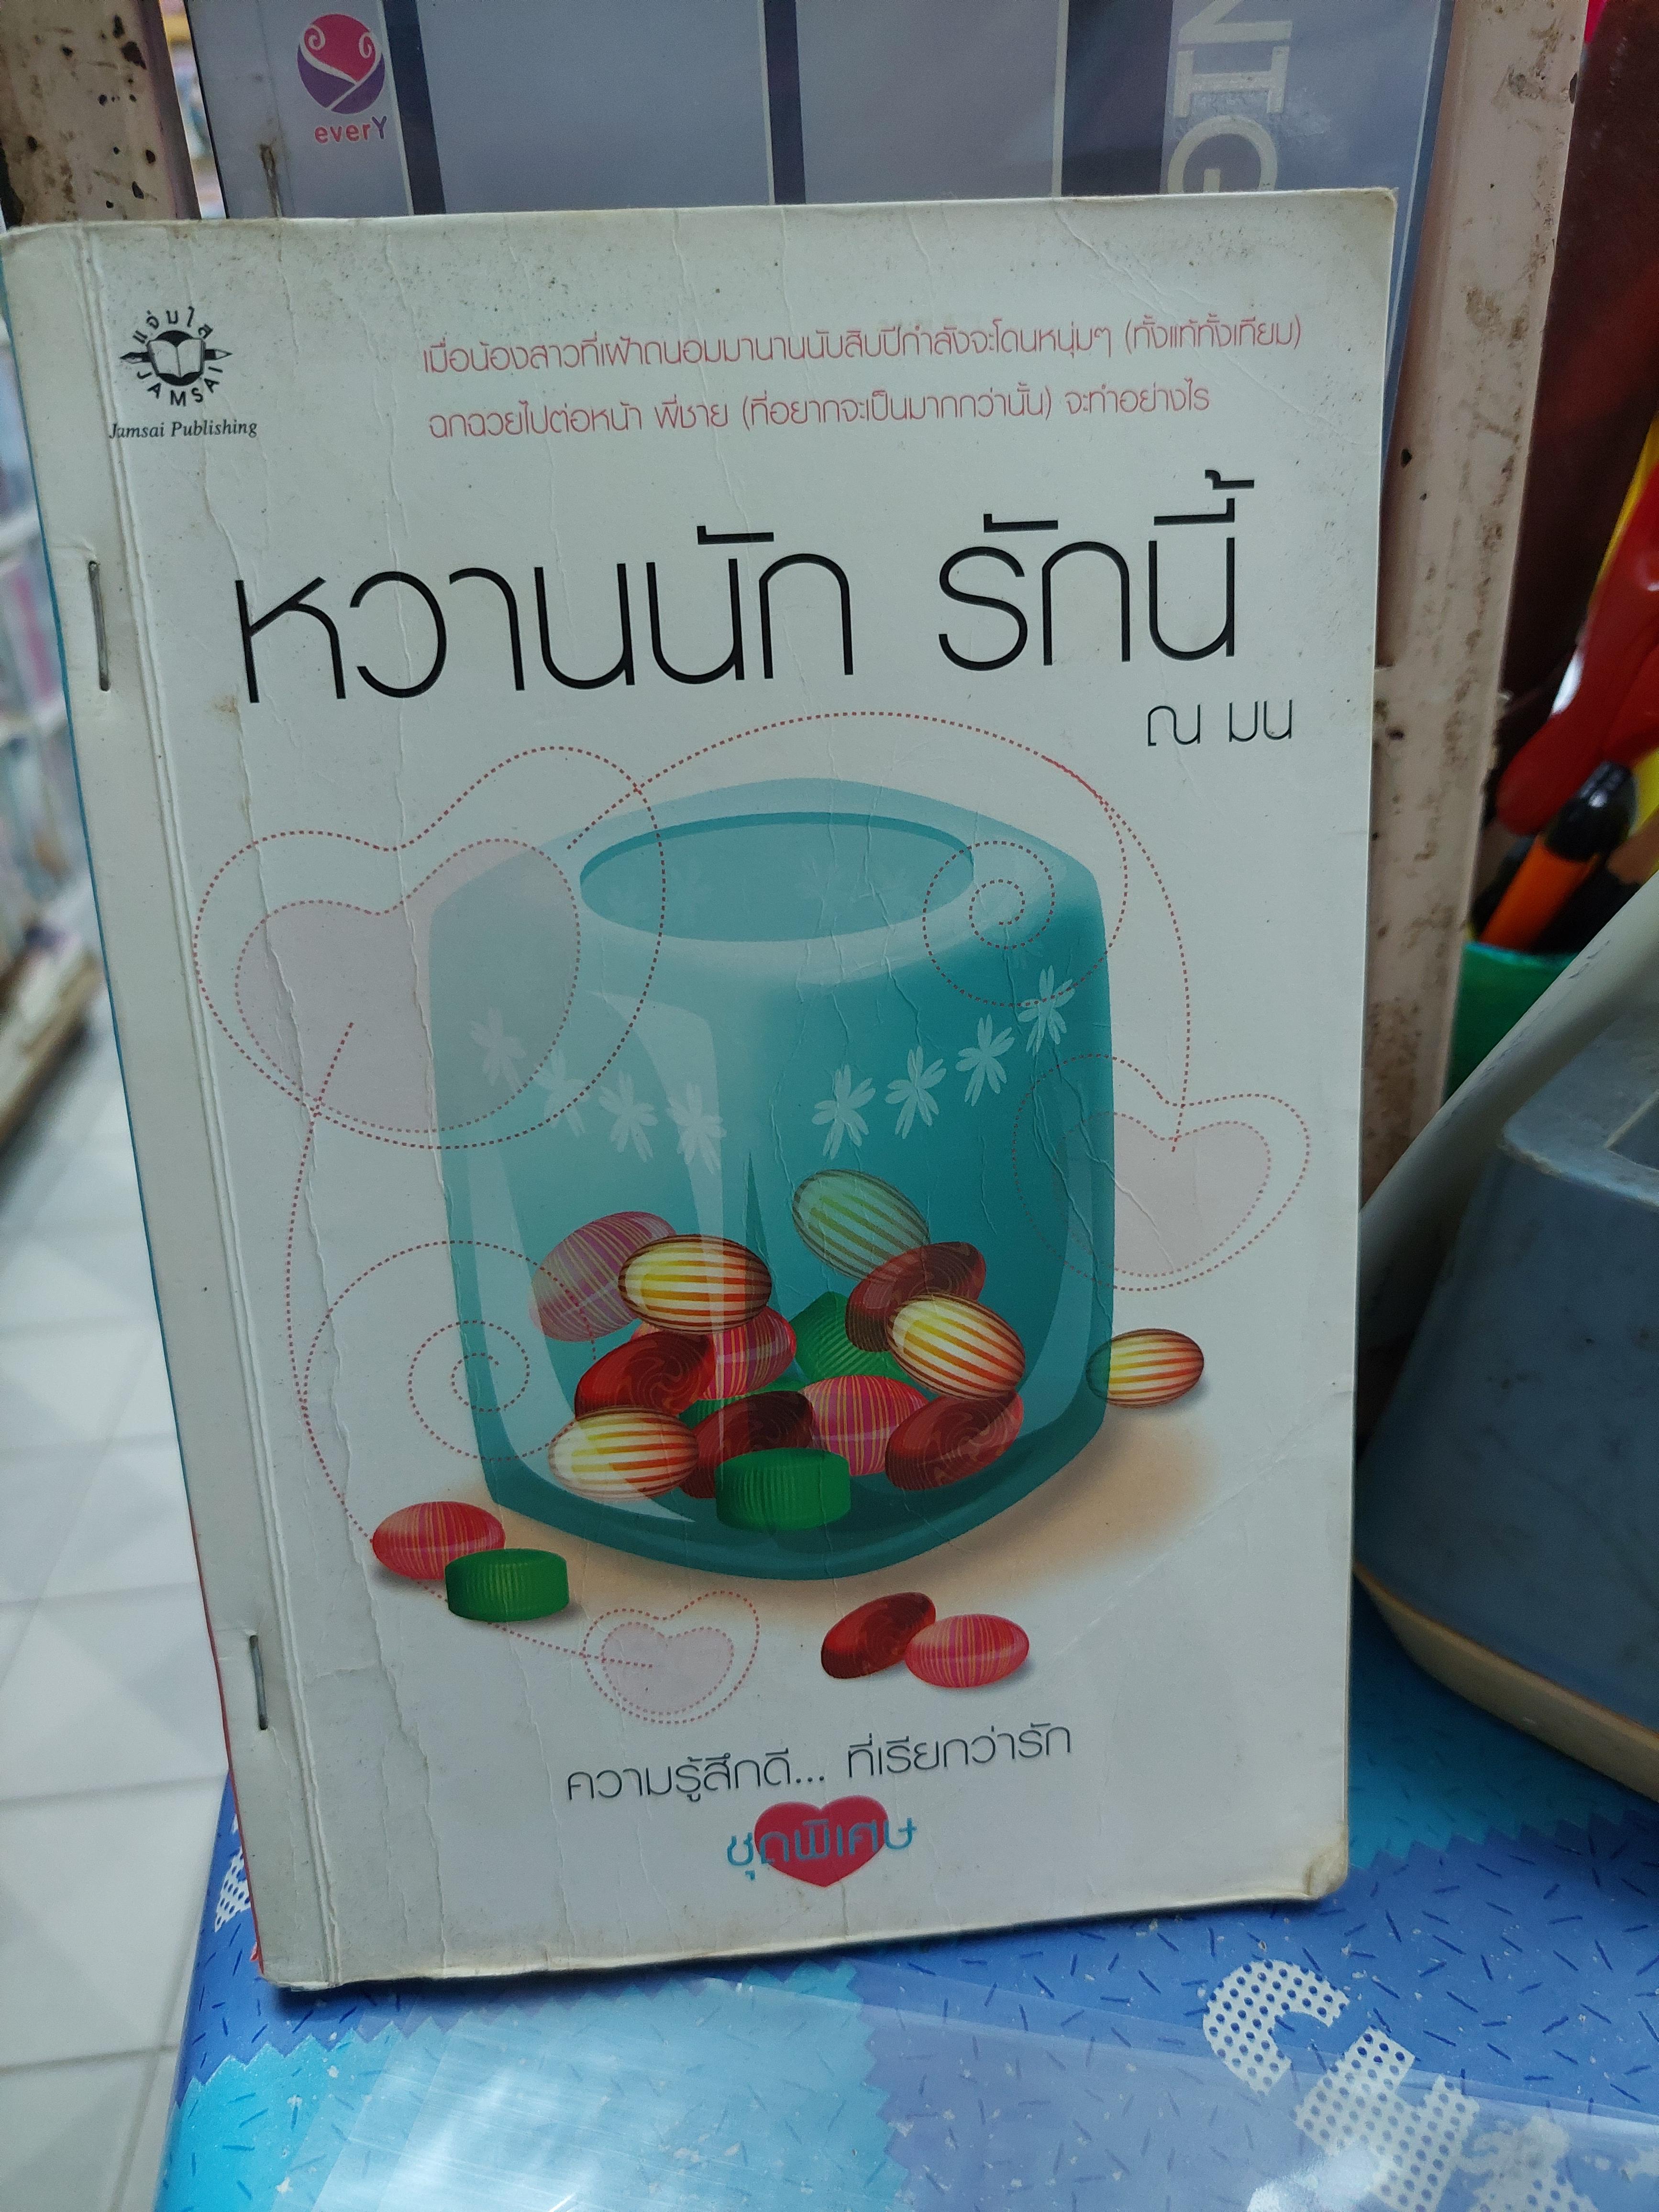 everY
NG
แจ่มใส
JAMSAI
Jamsai Publishing
เมื่อน้องสาวที่เฝ้าถนอมมานานนับสิบปีกำลังจะโดนหนุ่มๆ (ทั้งแท้ทั้งเทียม)
ฉกฉวยไปต่อหน้า พี่ชาย (ที่อยากจะเป็นมากกว่านั้น) จะทำอย่างไร
หวานนัก รักนี้
ณ มน
ความรู้สึกดี... ที่เรียกว่ารัก
ชุดพิเศษ